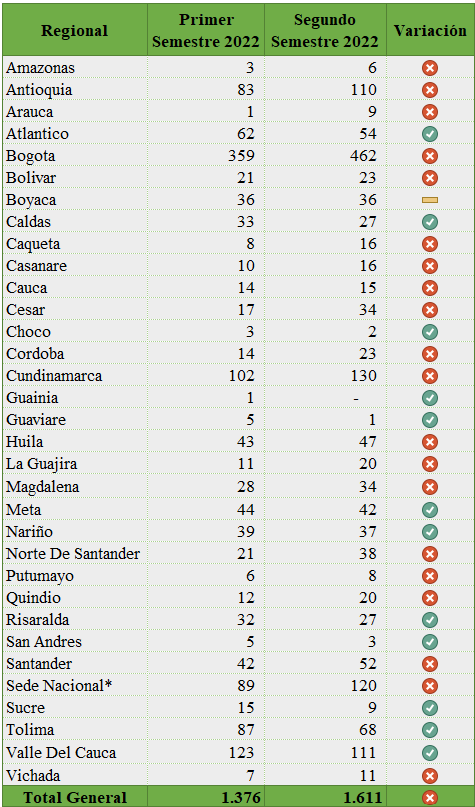 Regional Primer Semestre 2022 Segundo Semestre 2022 Variación
Amazonas 3 6
Antioquia 83 110
Arauca 1 9
Atlantico 62 54
Bogota 359 462
Bolivar 21 23
Boyaca 36 36
Caldas 33 27
Caqueta 8 16
Casanare 10 16
Cauca 14 15
Cesar 17 34
Choco 3 2
Cordoba 14 23
Cundinamarca 102 130
Guainia 1 -
Guaviare 5 1
Huila 43 47
La Guajira 11 20
Magdalena 28 34
Meta 44 42
Nariño 39 37
Norte De Santander 21 38
Putumayo 6 8
Quindio 12 20
Risaralda 32 27
San Andres 5 3
Santander 42 52
Sede Nacional* 89 120
Sucre 15 9
Tolima 87 68
Valle Del Cauca 123 111
Vichada 7 11
Total General 1.376 1.611